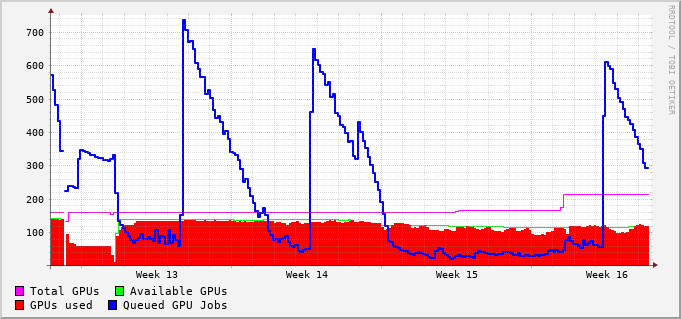 700
600
500
400
300
200
100
Week 13 Week 14 Week 15 Week 16
Total GPUs Available GPUs
GPUs used Queued GPU Jobs
RRDTOOL / TOBI OETIKER